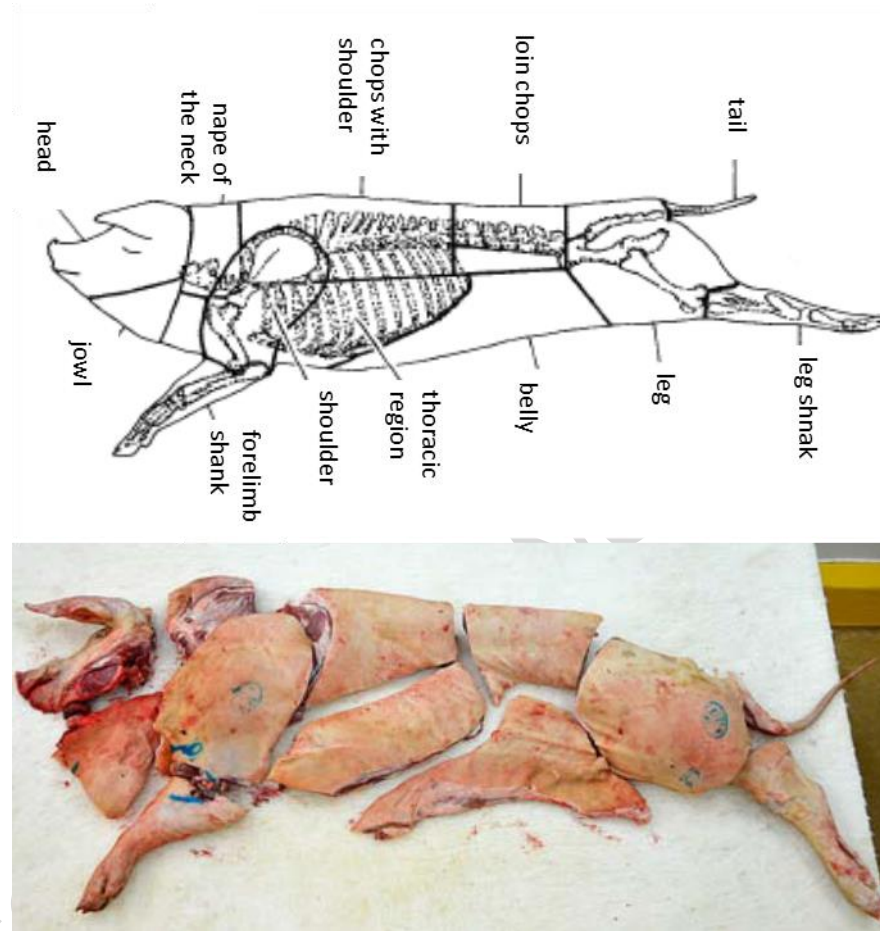 head
nape of
the neck
chops with
shoulder
loin chops
tail
jowl
forelimb
shank
shoulder
thoracic
region
belly
leg
leg shnak